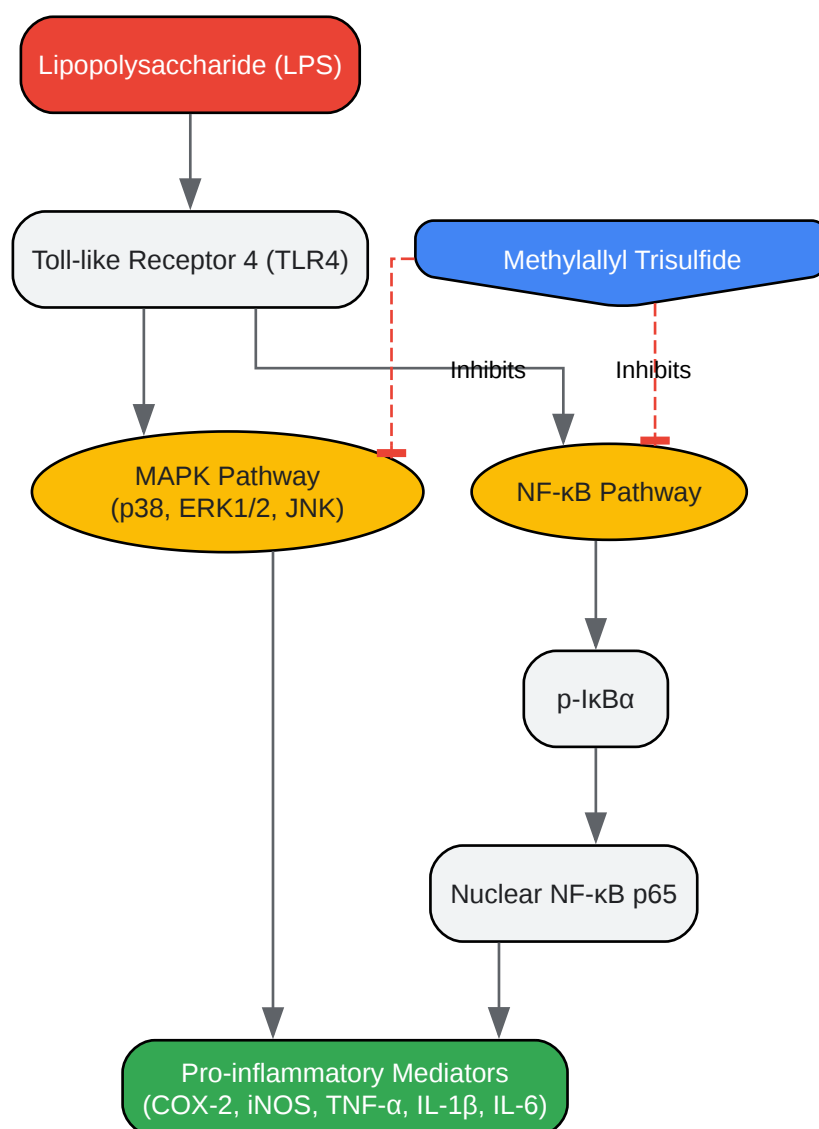 Lipopolysaccharide (LPS)
Toll-like Receptor 4 (TLR4)
Methylallyl Trisulfide
Inhibits
Inhibits
MAPK Pathway
(p38, ERK1/2, JNK)
NF-κB Pathway
p-IκBα
Nuclear NF-κB p65
Pro-inflammatory Mediators
(COX-2, iNOS, TNF-α, IL-1β, IL-6)